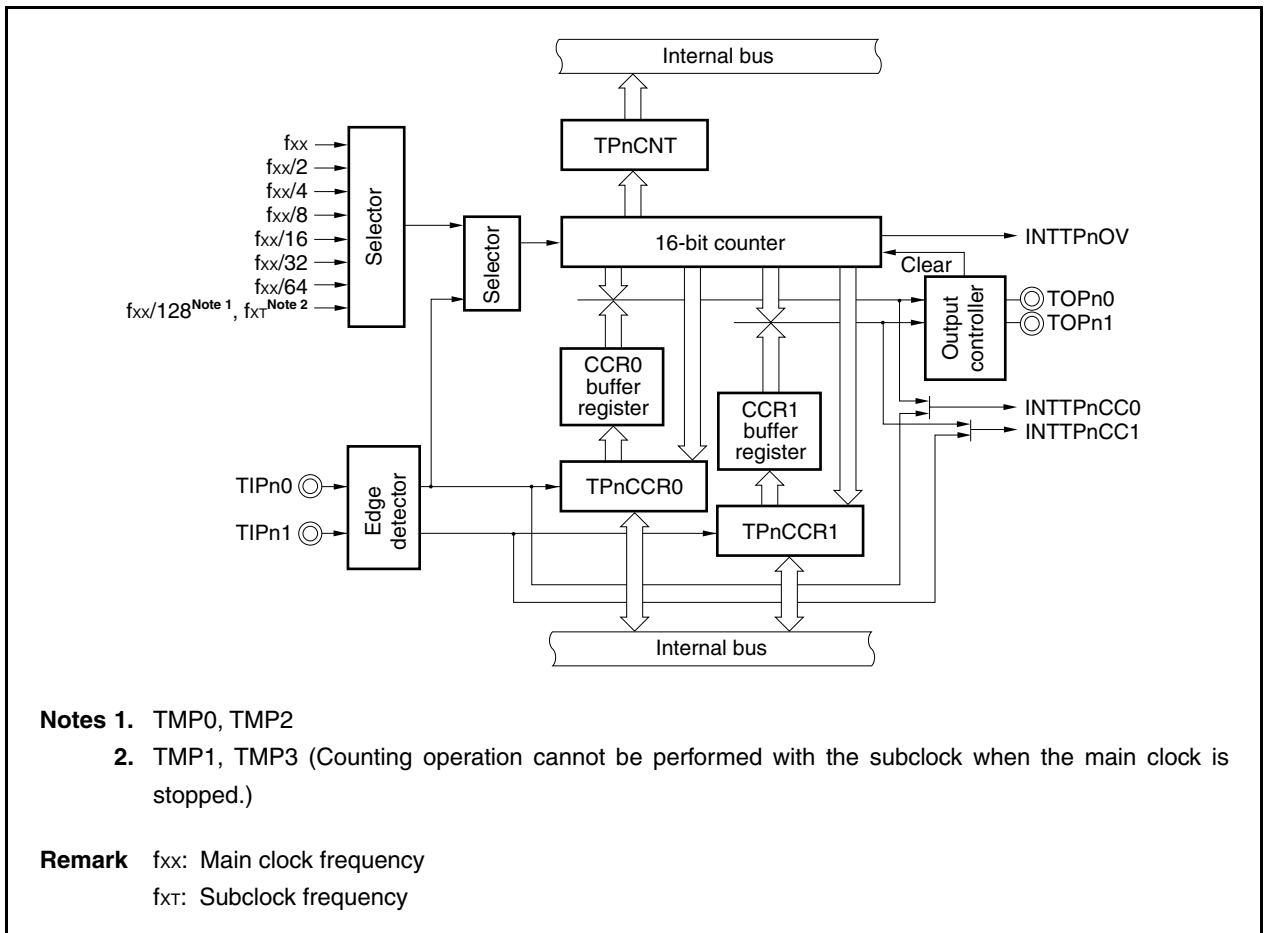 Internal bus
TPnCNT
fxx
fxx/2
fxx/4
fxx/8
fxx/16
fxx/32
fxx/64
fxx/128Note 1, fxTNote 2
Selector
Selector
16-bit counter
INTTPnOV
Clear
TOPn0
TOPn1
Output
controller
CCR0
buffer
register
CCR1
buffer
register
INTTPnCC0
INTTPnCC1
TIPn0
TIPn1
Edge
detector
TPnCCR0
TPnCCR1
Internal bus
Notes 1. TMP0, TMP2
2. TMP1, TMP3 (Counting operation cannot be performed with the subclock when the main clock is
stopped.)
Remark fxx: Main clock frequency
fxT: Subclock frequency